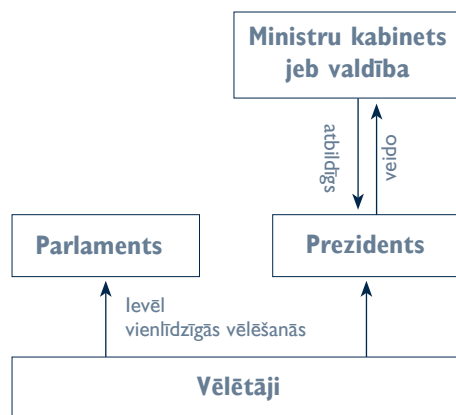 Ministru kabinets
jeb valdība
atbildīgs
veido
Parlaments
Prezidents
Ievēl
vienlīdzīgās vēlēšanās
Vēlētāji